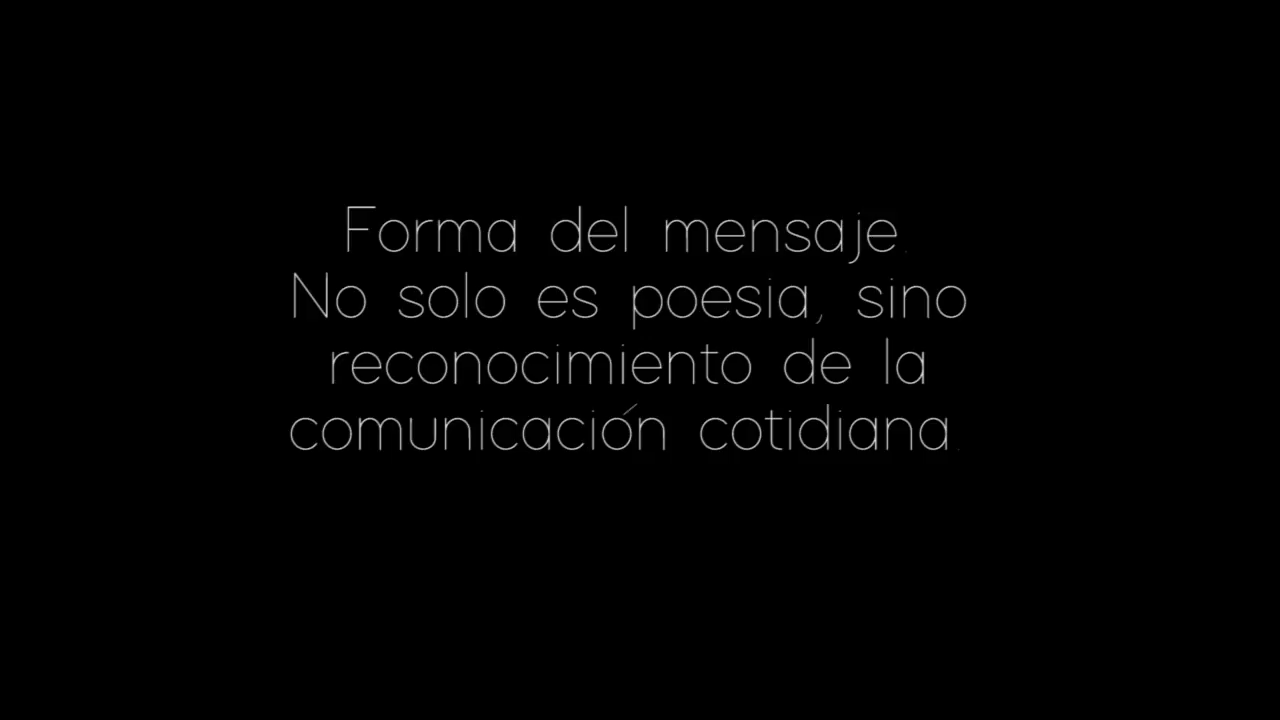 Forma del mensaje.
No solo es poesia, sino
reconocimiento de la
comunicación cotidiana.